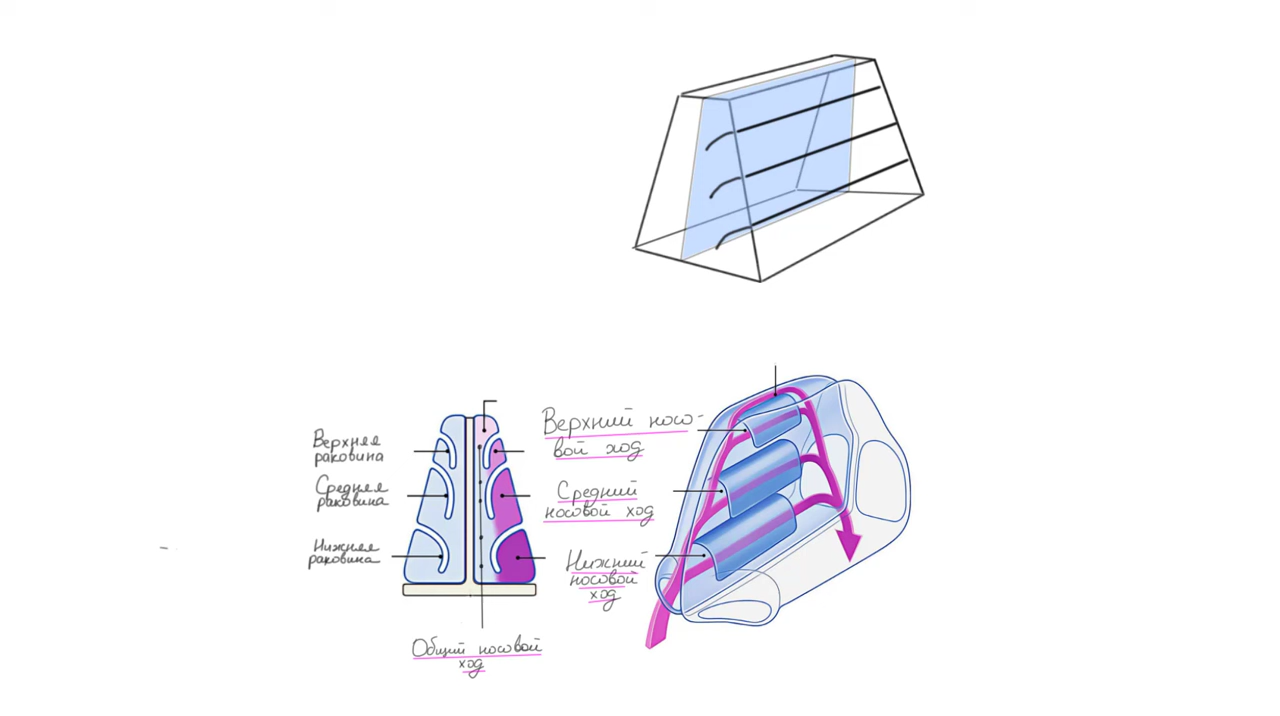 Верхняя
раковина
Средняя
раковина
Нижняя
раковина
Верхний носо-
вой ход
Средний
носовой ход
Нижний
носовой
ход
Общий носовой
ход